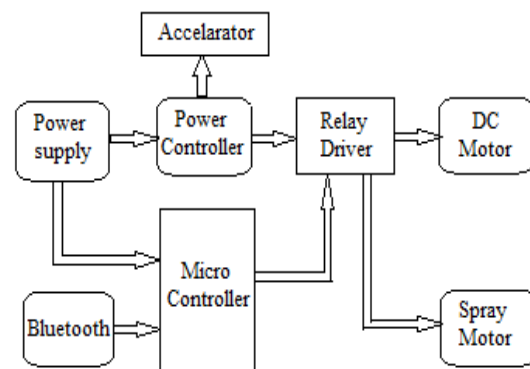 Accelarator
Power
supply
Power
Controller
Relay
Driver
DC
Motor
Micro
Controller
Bluetooth
Spray
Motor